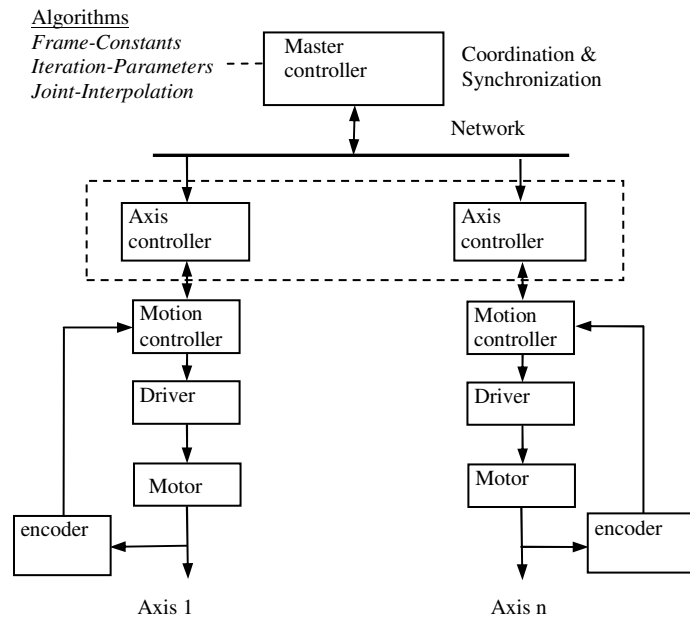 Algorithms
Frame-Constants
Iteration-Parameters
Joint-Interpolation
Master
controller
Coordination &
Synchronization
Network
Axis
controller
Axis
controller
Motion
controller
Motion
controller
Driver
Driver
Motor
Motor
encoder
encoder
Axis 1
Axis n